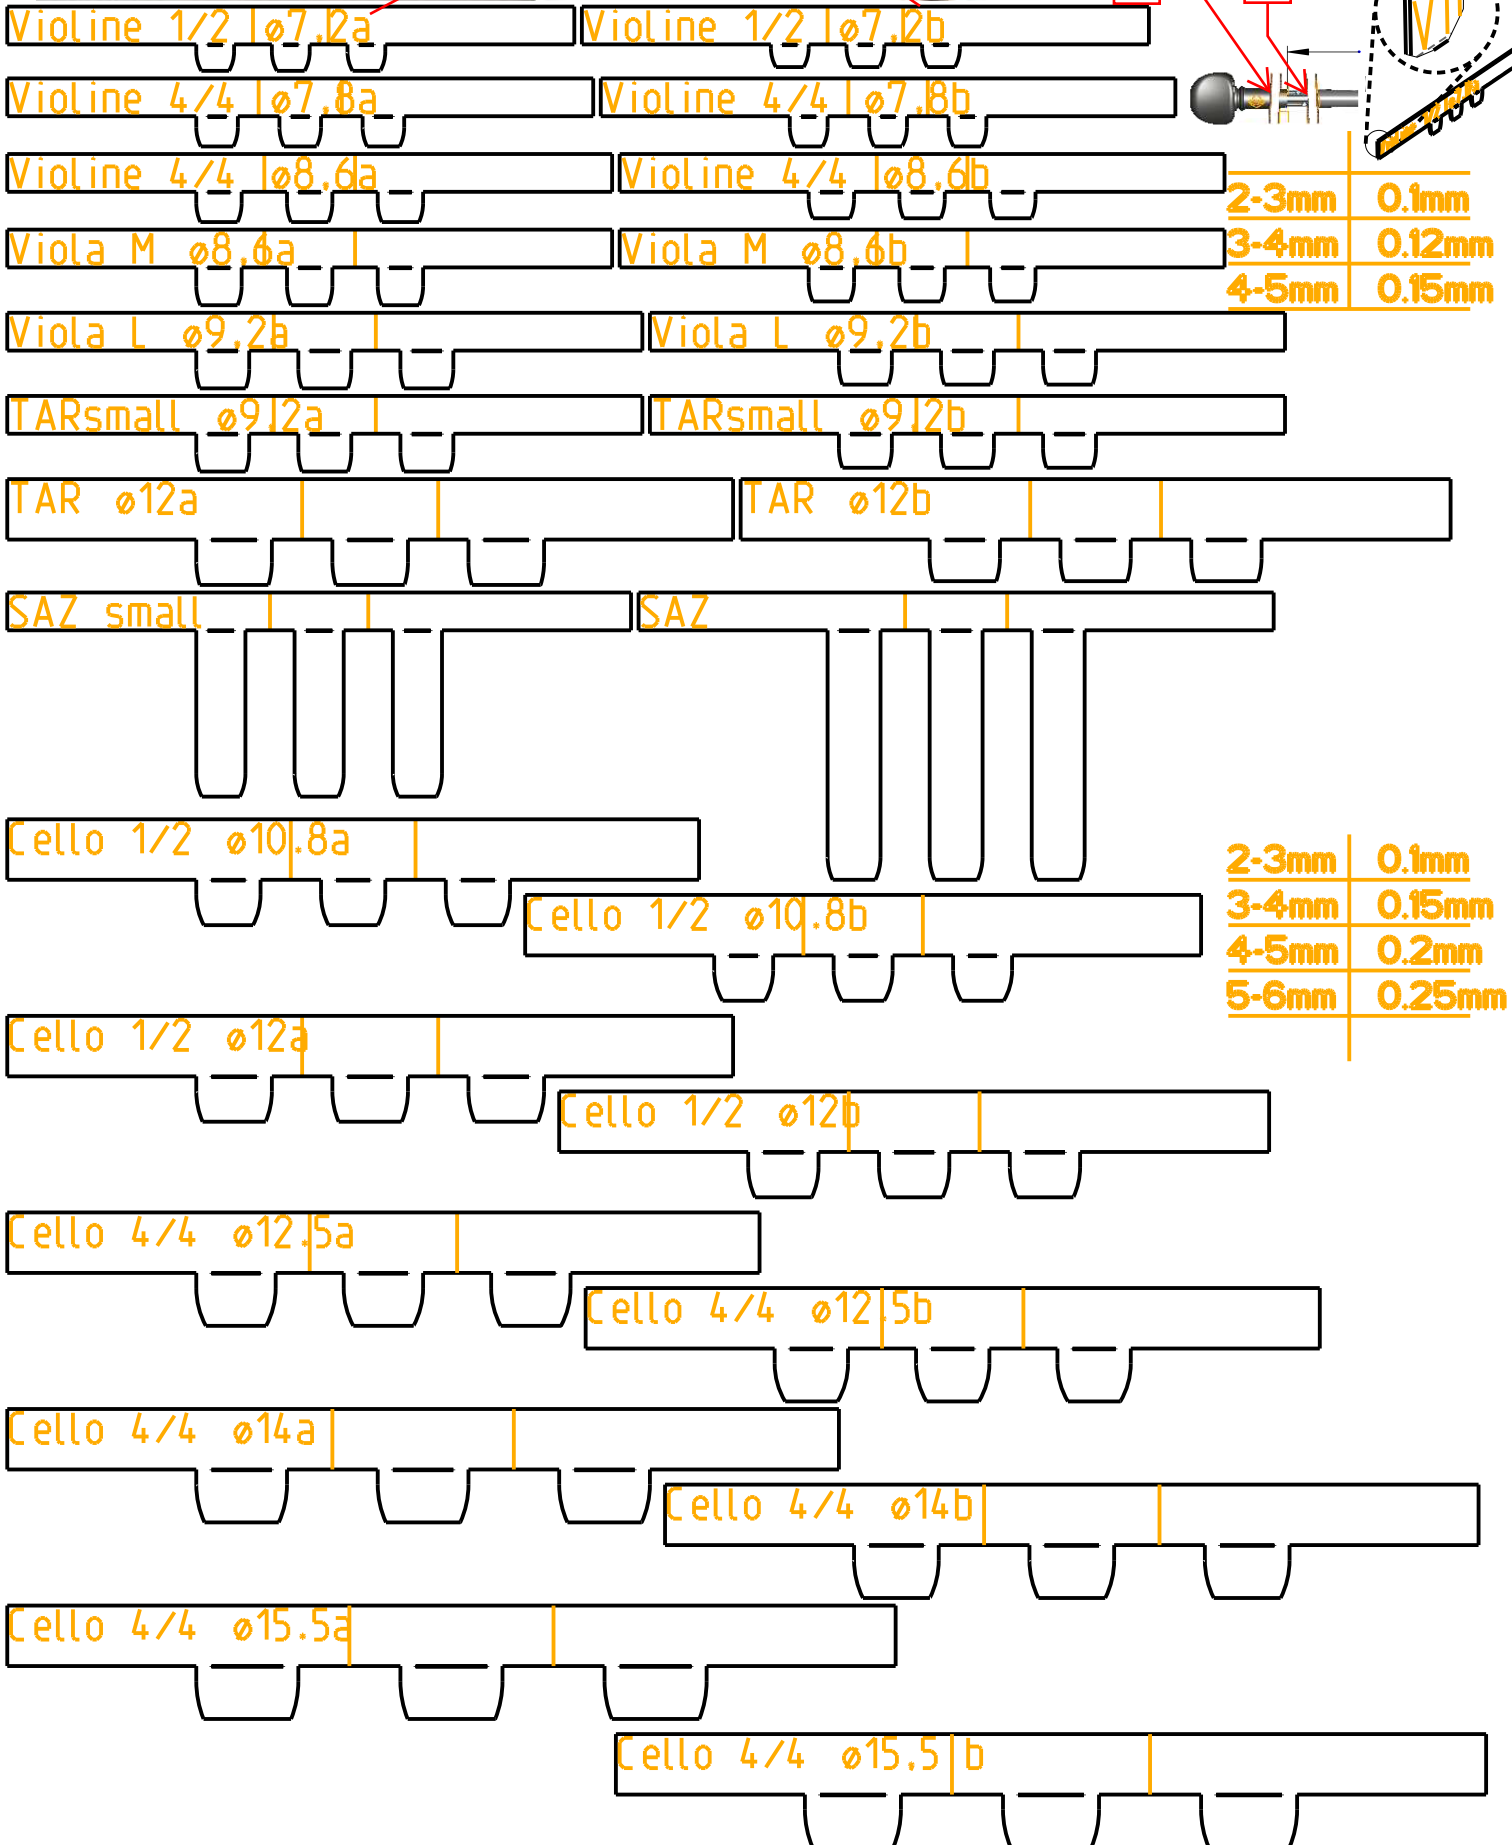 Violine 1/2 ø7.2a
Violine 1/2 ø7.2b
Violine 4/4 ø7.8a
Violine 4/4 ø7.8b
Violine 4/4 ø8.6a
Violine 4/4 ø8.6b
2-3mm 0.1mm
3-4mm 0.12mm
4-5mm 0.15mm
Viola M ø8.6a
Viola M ø8.6b
Viola L ø9.2a
Viola L ø9.2b
TARsmall ø9.2a
TARsmall ø9.2b
TAR ø12a
TAR ø12b
SAZ small
SAZ
Cello 1/2 ø10.8a
Cello 1/2 ø10.8b
2-3mm 0.1mm
3-4mm 0.15mm
4-5mm 0.2mm
5-6mm 0.25mm
Cello 1/2 ø12a
Cello 1/2 ø12b
Cello 4/4 ø12.5a
Cello 4/4 ø12.5b
Cello 4/4 ø14a
Cello 4/4 ø14b
Cello 4/4 ø15.5a
Cello 4/4 ø15.5 b